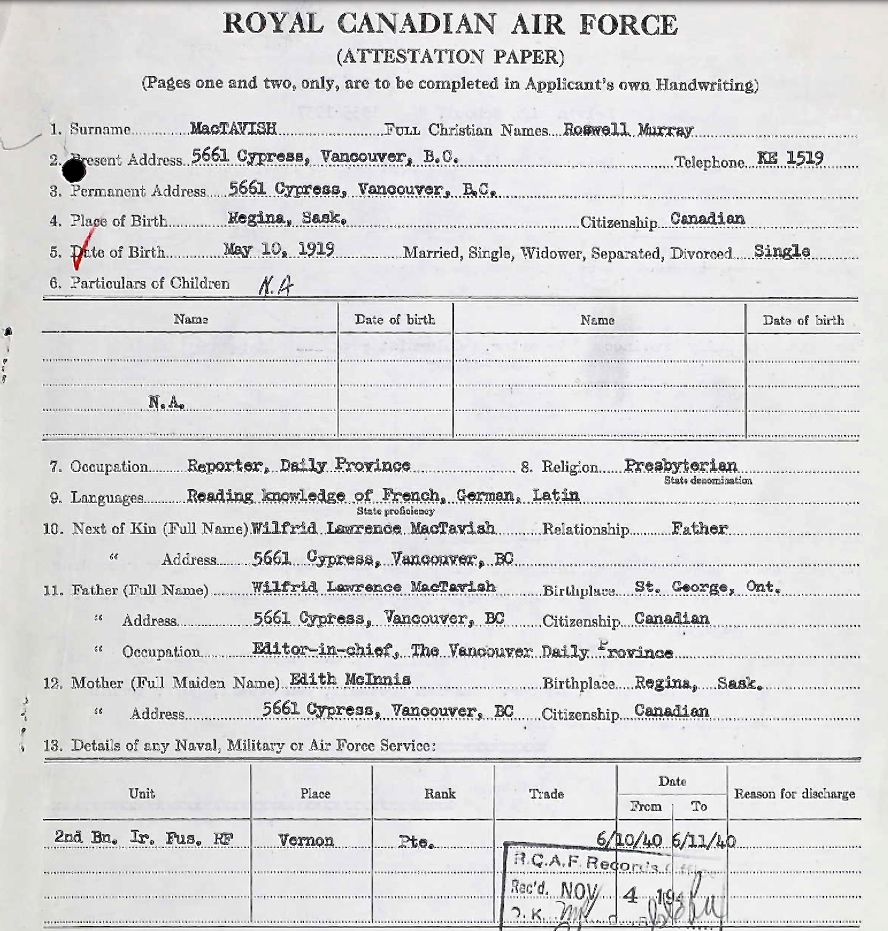 ROYAL CANADIAN AIR FORCE
(ATTESTATION PAPER)
(Pages one and two, only, are to be completed in Applicant's own Handwriting)
1. Surname MacTAVISH FULL Christian Names Roswell Murray
2. Present Address 5661 Cypress, Vancouver, B.C. Telephone KE 1519
3. Permanent Address 5661 Cypress, Vancouver, B.C.
4. Place of Birth Regina, Sask. Citizenship Canadian
5. Date of Birth May 10, 1919 Married, Single, Widower, Separated, Divorced Single
6. Particulars of Children N.A
Name Date of birth Name Date of birth
N.A.
7. Occupation Reporter, Daily Province 8. Religion Presbyterian
State denomination
9. Languages Reading knowledge of French, German, Latin
State proficiency
10. Next of Kin (Full Name) Wilfrid Lawrence MacTavish Relationship Father
" Address 5661 Cypress, Vancouver, BC
11. Father (Full Name) Wilfrid Lawrence MacTavish Birthplace St. George, Ont.
" Address 5661 Cypress, Vancouver, BC Citizenship Canadian
" Occupation Editor-in-chief, The Vancouver Daily Province
12. Mother (Full Maiden Name) Edith McInnis Birthplace Regina, Sask.
" Address 5661 Cypress, Vancouver, BC Citizenship Canadian
13. Details of any Naval, Military or Air Force Service:
Date
Unit Place Rank Trade Reason for discharge
From To
2nd Bn. Ir. Fus. RF Vernon Pte. 6/10/40 6/11/40
R.C.A.F. Records
Rec'd. NOV 4
O.K.